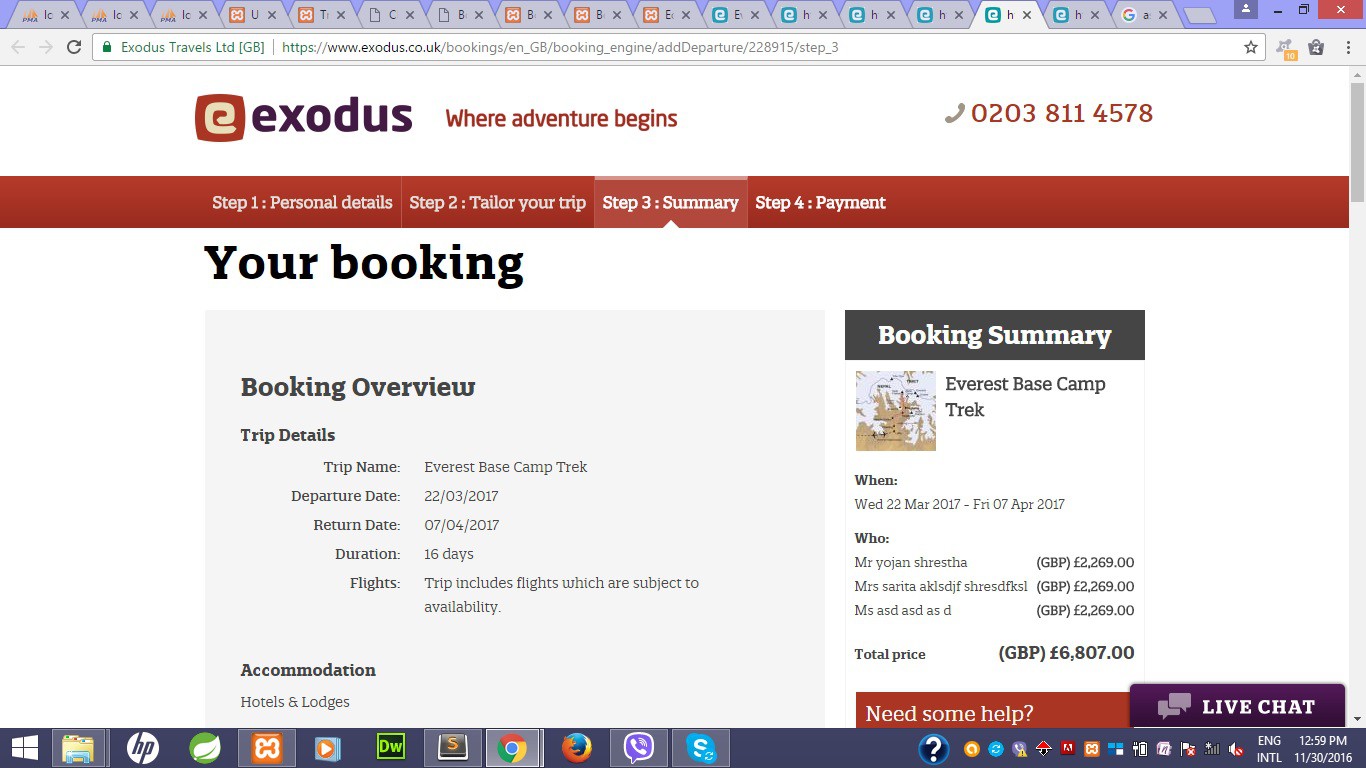 Ic
Ic
Ic
U
T
C
B
B
B
E
E
h
h
h
h
h
a
Exodus Travels Ltd [GB] https://www.exodus.co.uk/bookings/en_GB/booking_engine/addDeparture/228915/step_3
10
e exodus Where adventure begins 0203 811 4578
Step 1 : Personal details Step 2 : Tailor your trip Step 3 : Summary Step 4 : Payment
Your booking
Booking Overview
Trip Details
Trip Name: Everest Base Camp Trek
Departure Date: 22/03/2017
Return Date: 07/04/2017
Duration: 16 days
Flights: Trip includes flights which are subject to
availability.
Accommodation
Hotels & Lodges
Booking Summary
Everest Base Camp
Trek
When:
Wed 22 Mar 2017 - Fri 07 Apr 2017
Who:
Mr yojan shrestha (GBP) £2,269.00
Mrs sarita aklsdjf shresdfksl (GBP) £2,269.00
Ms asd asd as d (GBP) £2,269.00
Total price (GBP) £6,807.00
Need some help?
LIVE CHAT
hp
Dw
S
ENG 12:59 PM
INTL 11/30/2016